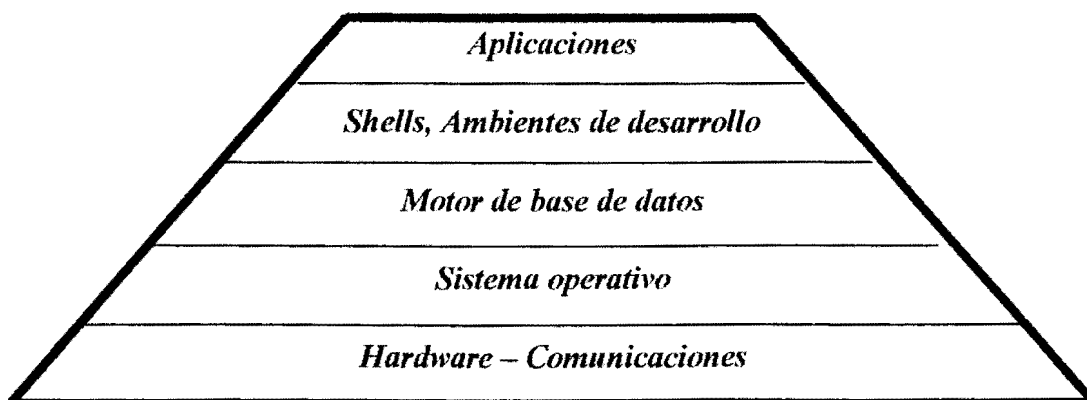 Aplicaciones
Shells, Ambientes de desarrollo
Motor de base de datos
Sistema operativo
Hardware – Comunicaciones